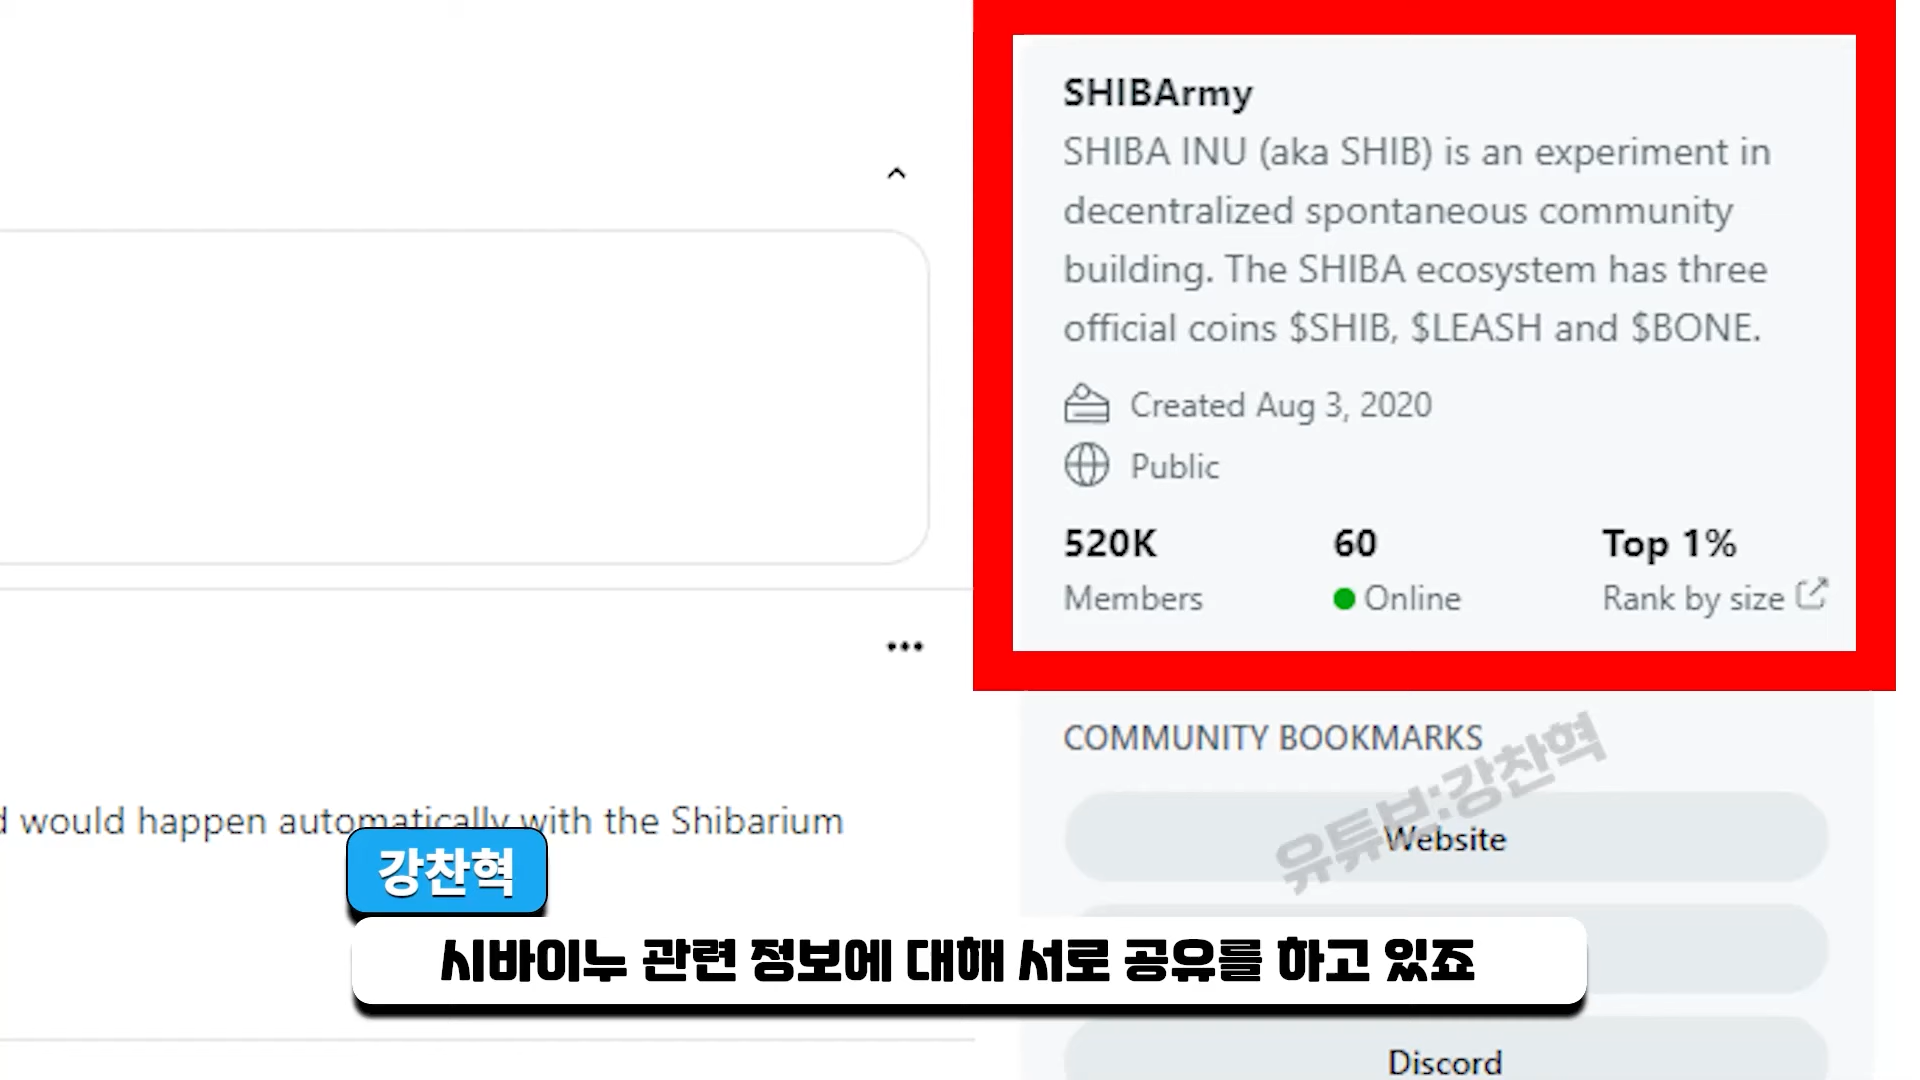 SHIBArmy
SHIBA INU (aka SHIB) is an experiment in
decentralized spontaneous community
building. The SHIBA ecosystem has three
official coins $SHIB, $LEASH and $BONE.
Created Aug 3, 2020
Public
520K 60 Top 1%
Members Online Rank by size
COMMUNITY BOOKMARKS
유튜브:강찬혁
Website
would happen automatically with the Shibarium
강찬혁
시바이누 관련 정보에 대해 서로 공유를 하고 있죠
Discord